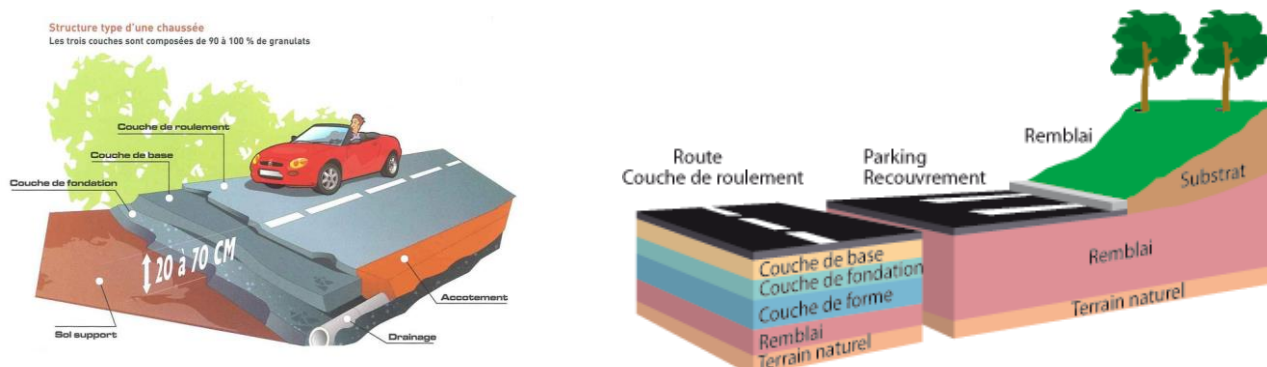 Structure type d'une chaussée
Les trois couches sont composées de 90 à 100 % de granulats
Couche de roulement
Couche de base
Couche de fondation
20 à 70 CM
Accotement
Sol support
Drainage
Remblai
Route
Couche de roulement
Parking
Recouvrement
Substrat
Couche de base
Couche de fondation
Couche de forme
Remblai
Terrain naturel
Remblai
Terrain naturel